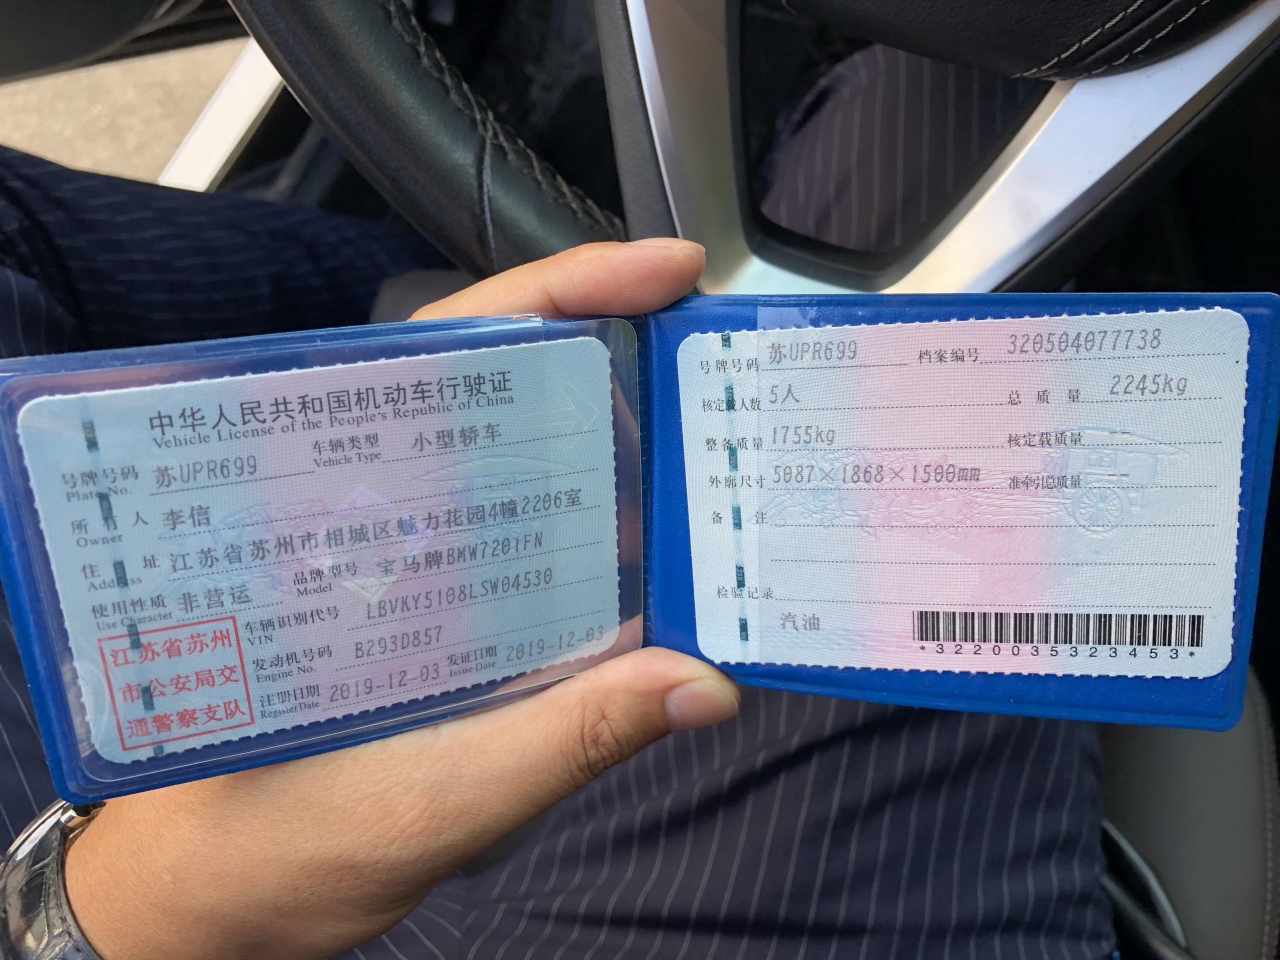 中华人民共和国机动车行驶证
Vehicle License of the People's Republic of China
号牌号码 苏UPR699 车辆类型 小型轿车
Plate No. Vehicle Type
所有人 李信
Owner
住址 江苏省苏州市相城区魅力花园4幢2206室
Address
使用性质 非营运 品牌型号 宝马牌BMW7201FN
Use Character Model
车辆识别代号 LBVKY5108LSW04530
VIN
发动机号码 B293D857
Engine No.
注册日期 2019-12-03 发证日期 2019-12-03
Register Date Issue Date
江苏省苏州
市公安局交
通警察支队
号牌号码 苏UPR699 档案编号 320504077738
核定载人数 5人 总质量 2245kg
整备质量 1755kg 核定载质量 --
外廓尺寸 5087×1868×1500mm 准牵引总质量 --
备注
检验记录
汽油
*3220035323453*